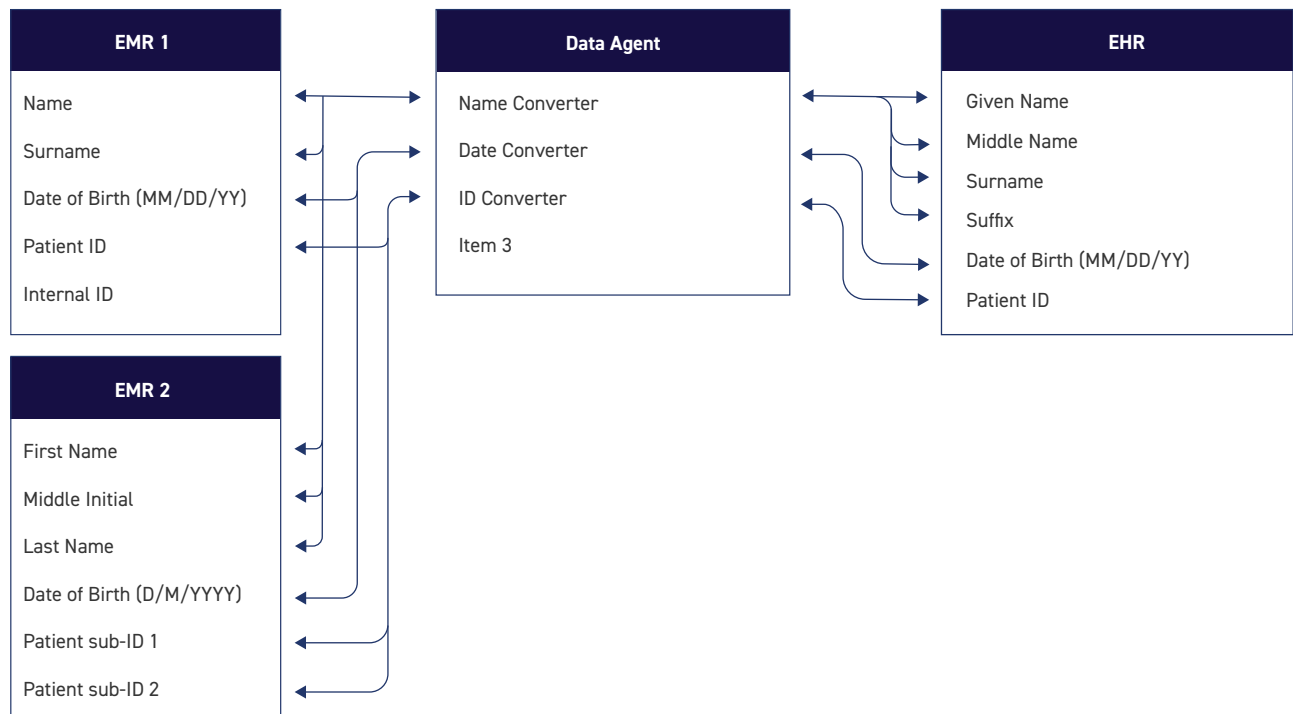 EMR 1
Name
Surname
Date of Birth (MM/DD/YY)
Patient ID
Internal ID
EMR 2
First Name
Middle Initial
Last Name
Date of Birth (D/M/YYYY)
Patient sub-ID 1
Patient sub-ID 2
Data Agent
Name Converter
Date Converter
ID Converter
Item 3
EHR
Given Name
Middle Name
Surname
Suffix
Date of Birth (MM/DD/YY)
Patient ID